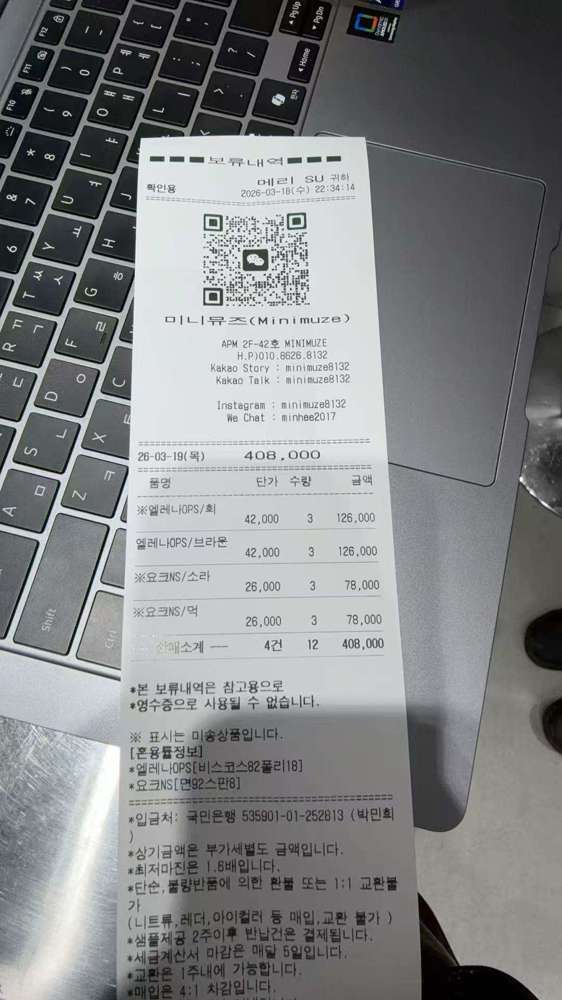 보류내역
확인용
메리 SU 귀하
2026-03-18(수) 22:34:14
미니뮤즈(Minimuze)
APM 2F-42호 MINIMUZE
H.P)010.8626.8132
Kakao Story : minimuze8132
Kakao Talk : minimuze8132
Instagram : minimuze8132
We Chat : minhee2017
26-03-19(목) 408,000
품명 단가 수량 금액
※엘레나OPS/회
42,000 3 126,000
엘레나OPS/브라운
42,000 3 126,000
※요크NS/소라
26,000 3 78,000
※요크NS/먹
26,000 3 78,000
판매소계 ── 4건 12 408,000
*본 보류내역은 참고용으로
*영수증으로 사용될 수 없습니다.
※ 표시는 미송상품입니다.
[혼용률정보]
*엘레나OPS[비스코스82폴리18]
*요크NS[면92스판8]
*입금처: 국민은행 535901-01-252813 (박민희
)
*상기금액은 부가세별도 금액입니다.
*최저마진은 1.6배입니다.
*단순,불량반품에 의한 환불 또는 1:1 교환불
가
(니트류,레더,아이컬러 등 매입,교환 불가 )
*샘플제공 2주이후 반납건은 결제됩니다.
*세금계산서 마감은 매달 5일입니다.
*교환은 1주내에 가능합니다.
*매입은 4:1 차감입니다.